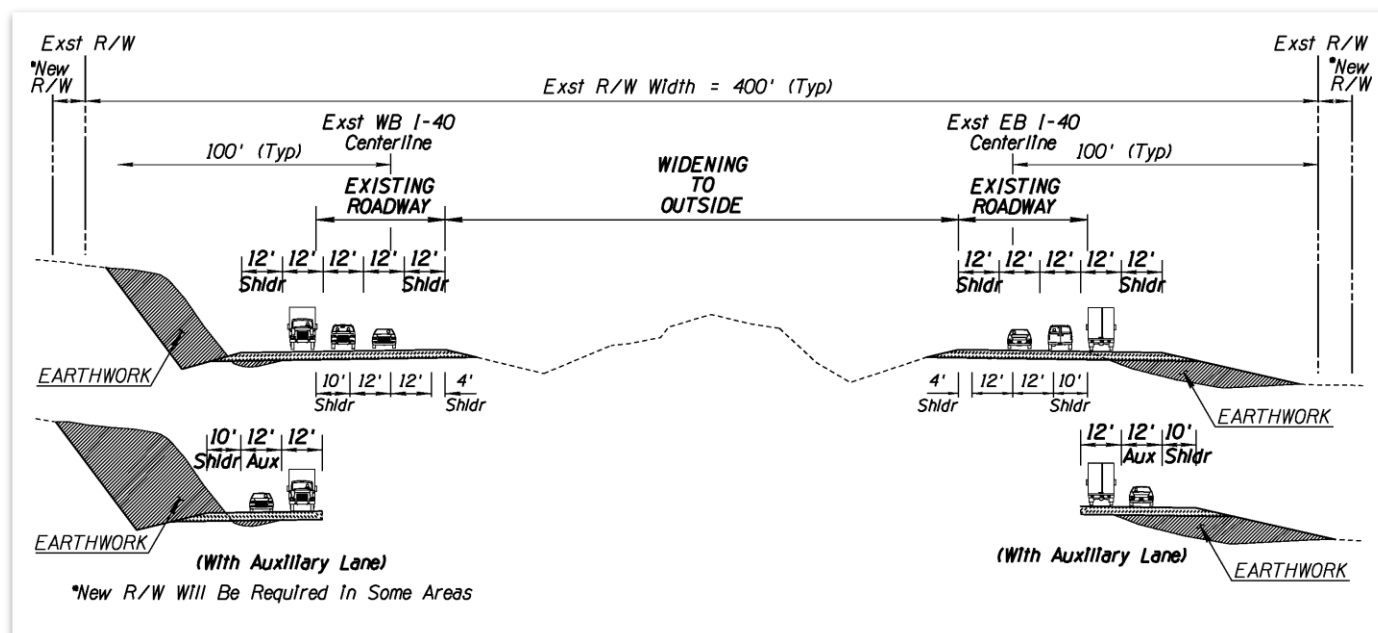 Exst R/W
Exst R/W
*New
R/W
*New
R/W
Exst R/W Width = 400' (Typ)
Exst WB I-40
Centerline
Exst EB I-40
Centerline
100' (Typ)
100' (Typ)
WIDENING
TO
OUTSIDE
EXISTING
ROADWAY
EXISTING
ROADWAY
12' 12' 12' 12' 12'
Shldr Shldr
12' 12' 12' 12' 12'
Shldr Shldr
EARTHWORK
10' 12' 12' 4'
Shldr Shldr
4' 12' 12' 10'
Shldr Shldr
EARTHWORK
10' 12' 12'
Shldr Aux
12' 12' 10'
Aux Shldr
EARTHWORK
(With Auxiliary Lane)
(With Auxiliary Lane)
EARTHWORK
*New R/W Will Be Required in Some Areas